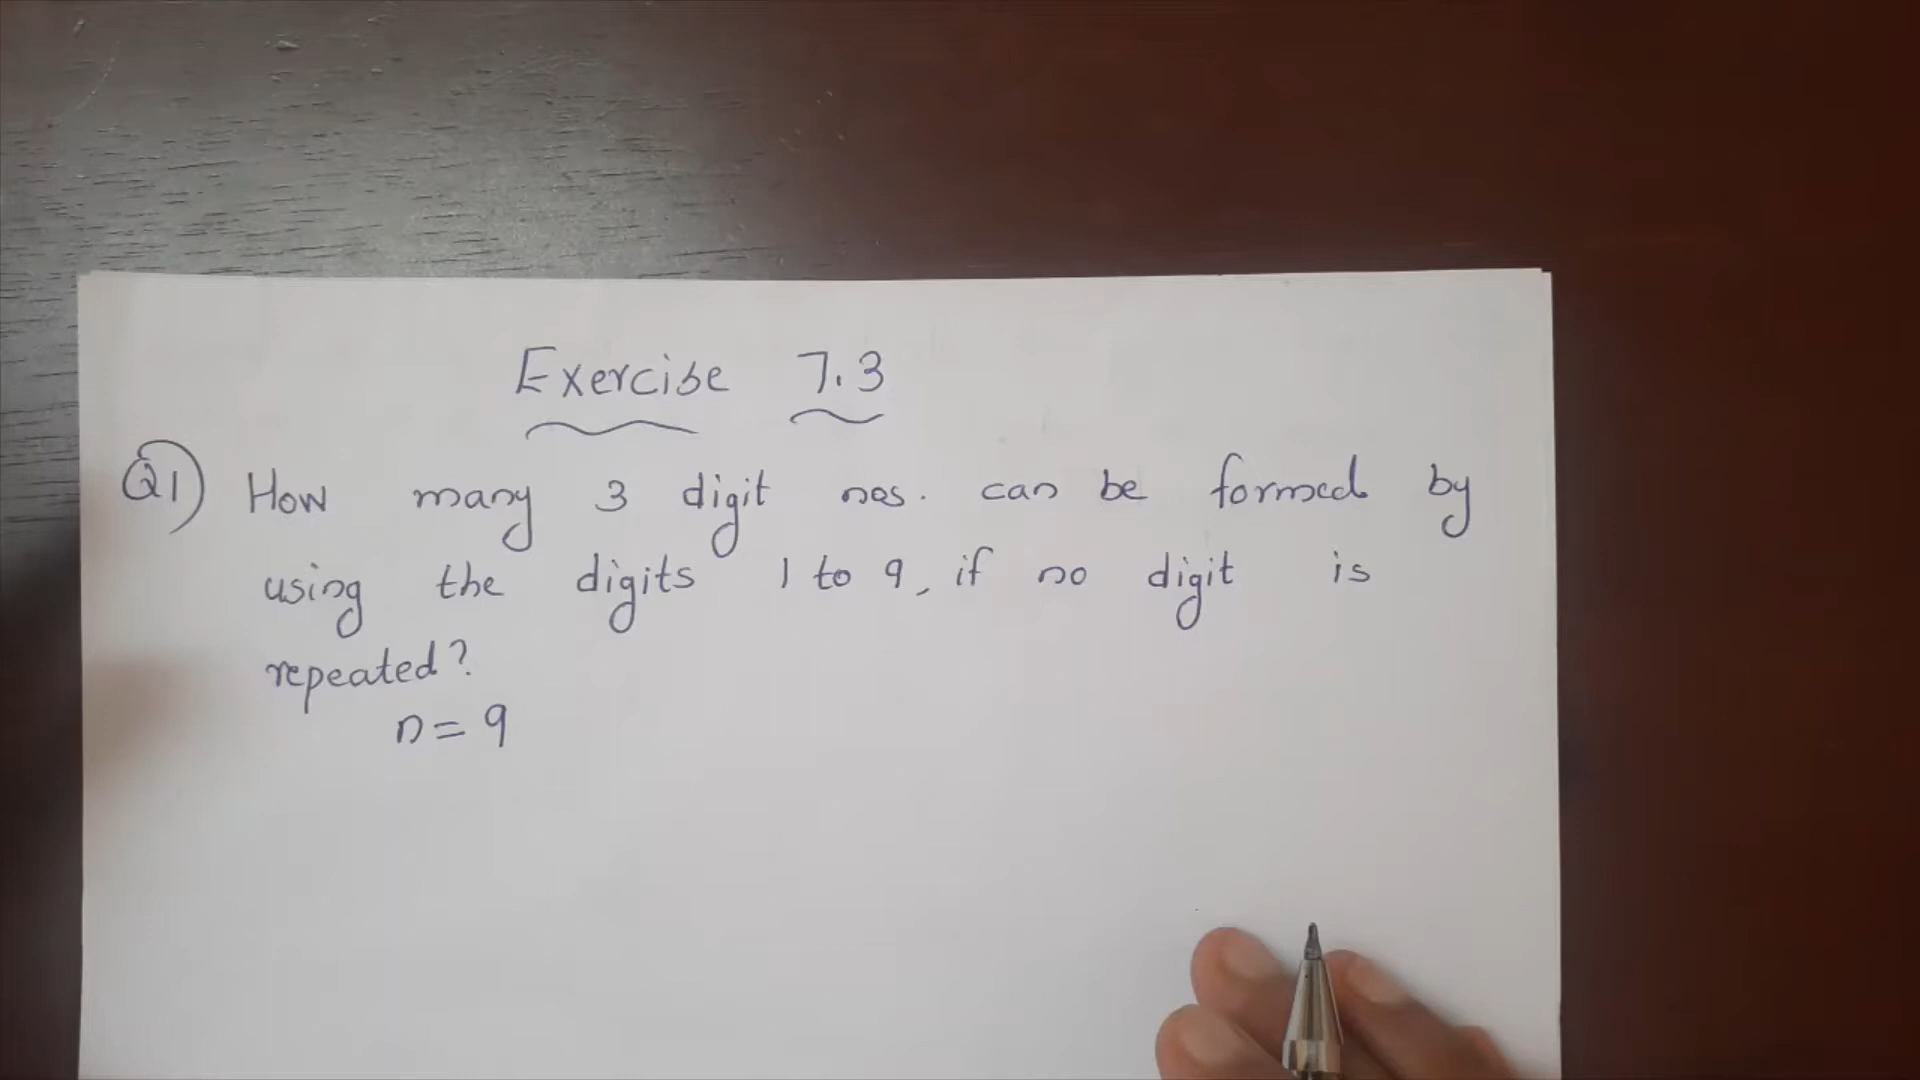 Exercise 7.3
Q1) How many 3 digit nos. can be formed by
using the digits 1 to 9, if no digit is
repeated?
n = 9